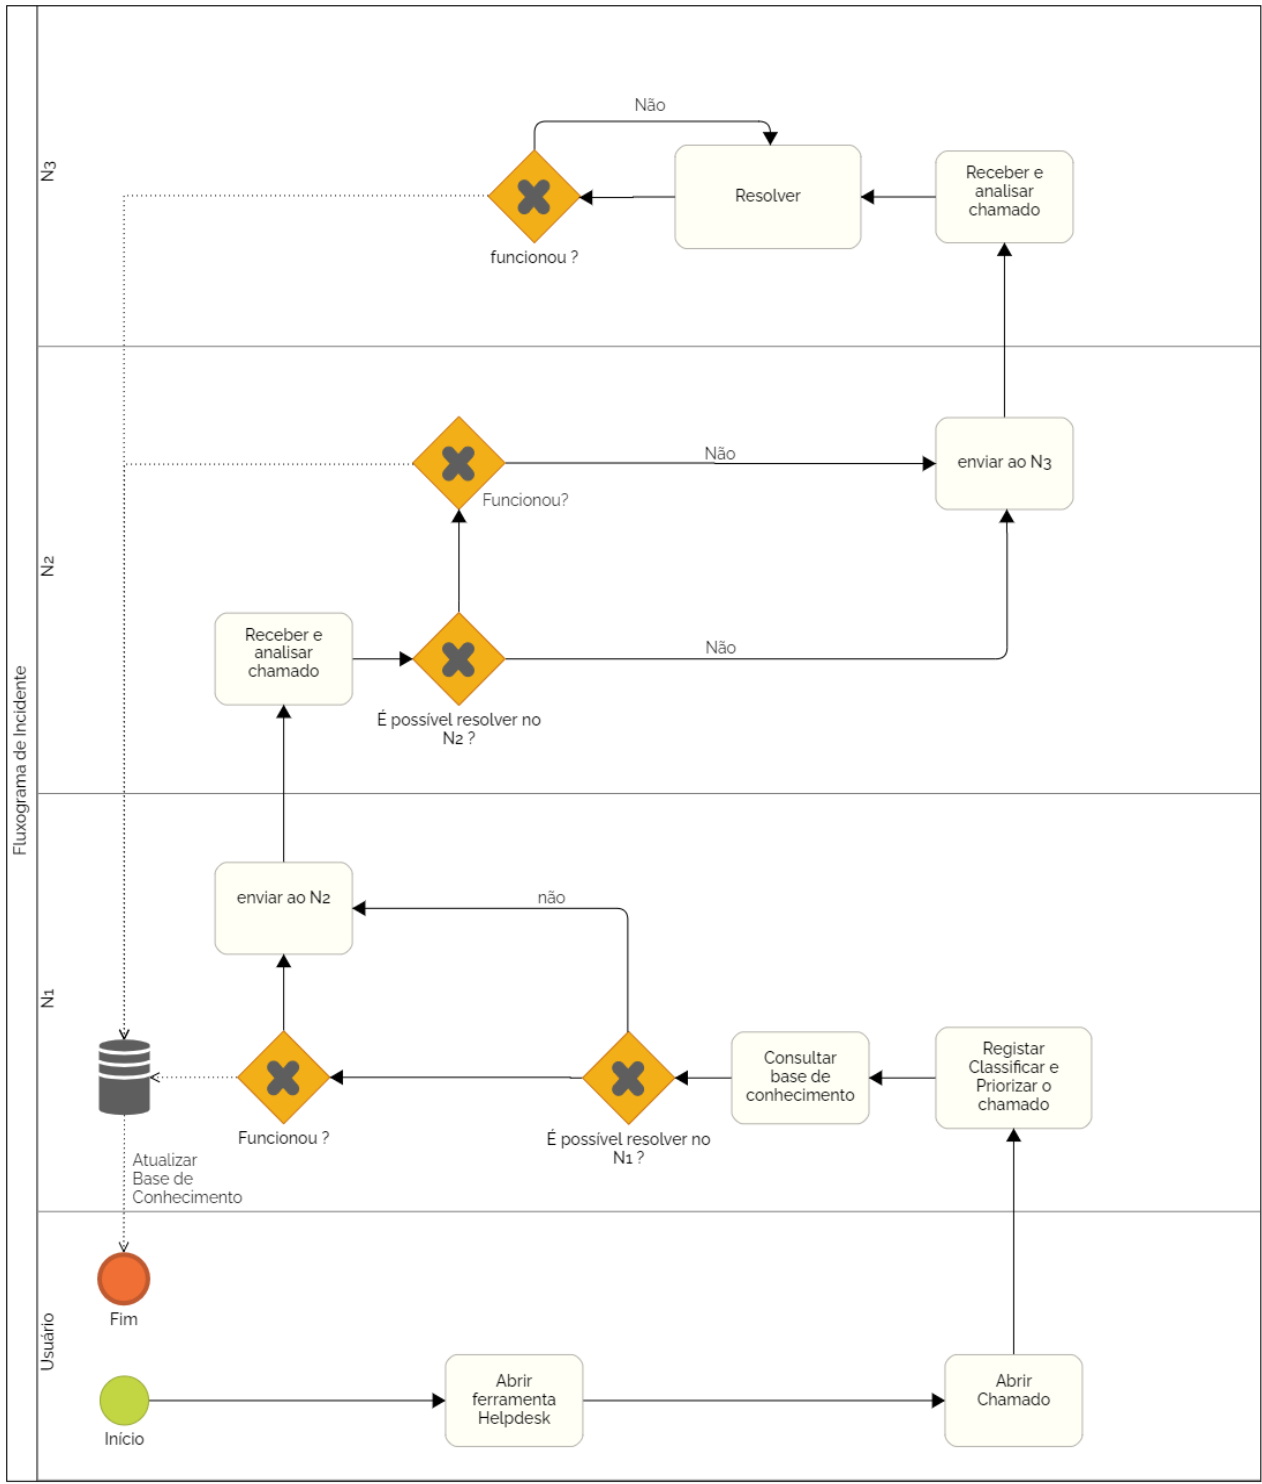 Fluxograma de Incidente
N3
Não
funcionou ?
Resolver
Receber e
analisar
chamado
N2
Não
Funcionou?
enviar ao N3
Receber e
analisar
chamado
Não
É possível resolver no
N2 ?
N1
enviar ao N2
não
Funcionou ?
É possível resolver no
N1 ?
Consultar
base de
conhecimento
Registar
Classificar e
Priorizar o
chamado
Atualizar
Base de
Conhecimento
Usuário
Fim
Início
Abrir
ferramenta
Helpdesk
Abrir
Chamado